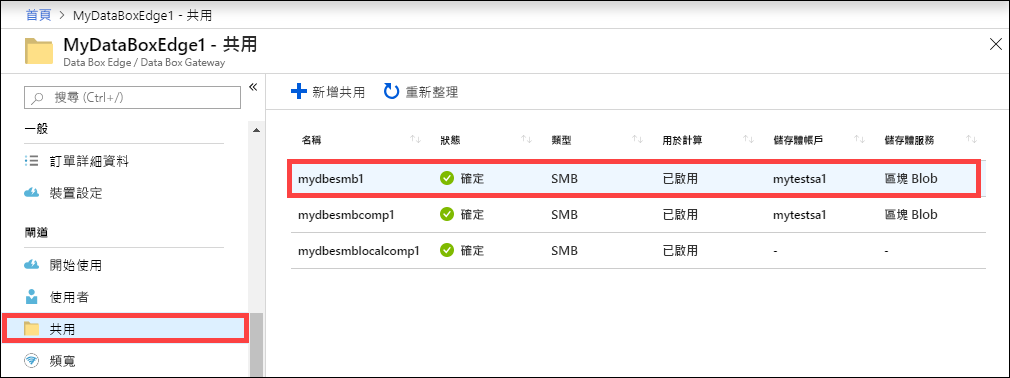 首頁 > MyDataBoxEdge1 - 共用
MyDataBoxEdge1 - 共用
Data Box Edge / Data Box Gateway
搜尋 (Ctrl+/)
一般
訂單詳細資料
裝置設定
閘道
開始使用
使用者
共用
頻寬
新增共用 重新整理
名稱 狀態 類型 用於計算 儲存體帳戶 儲存體服務
mydbesmb1 確定 SMB 已啟用 mytestsa1 區塊 Blob
mydbesmbcomp1 確定 SMB 已啟用 mytestsa1 區塊 Blob
mydbesmblocalcomp1 確定 SMB 已啟用 - -